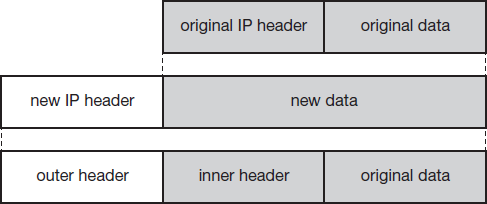 original IP header original data
new IP header new data
outer header inner header original data